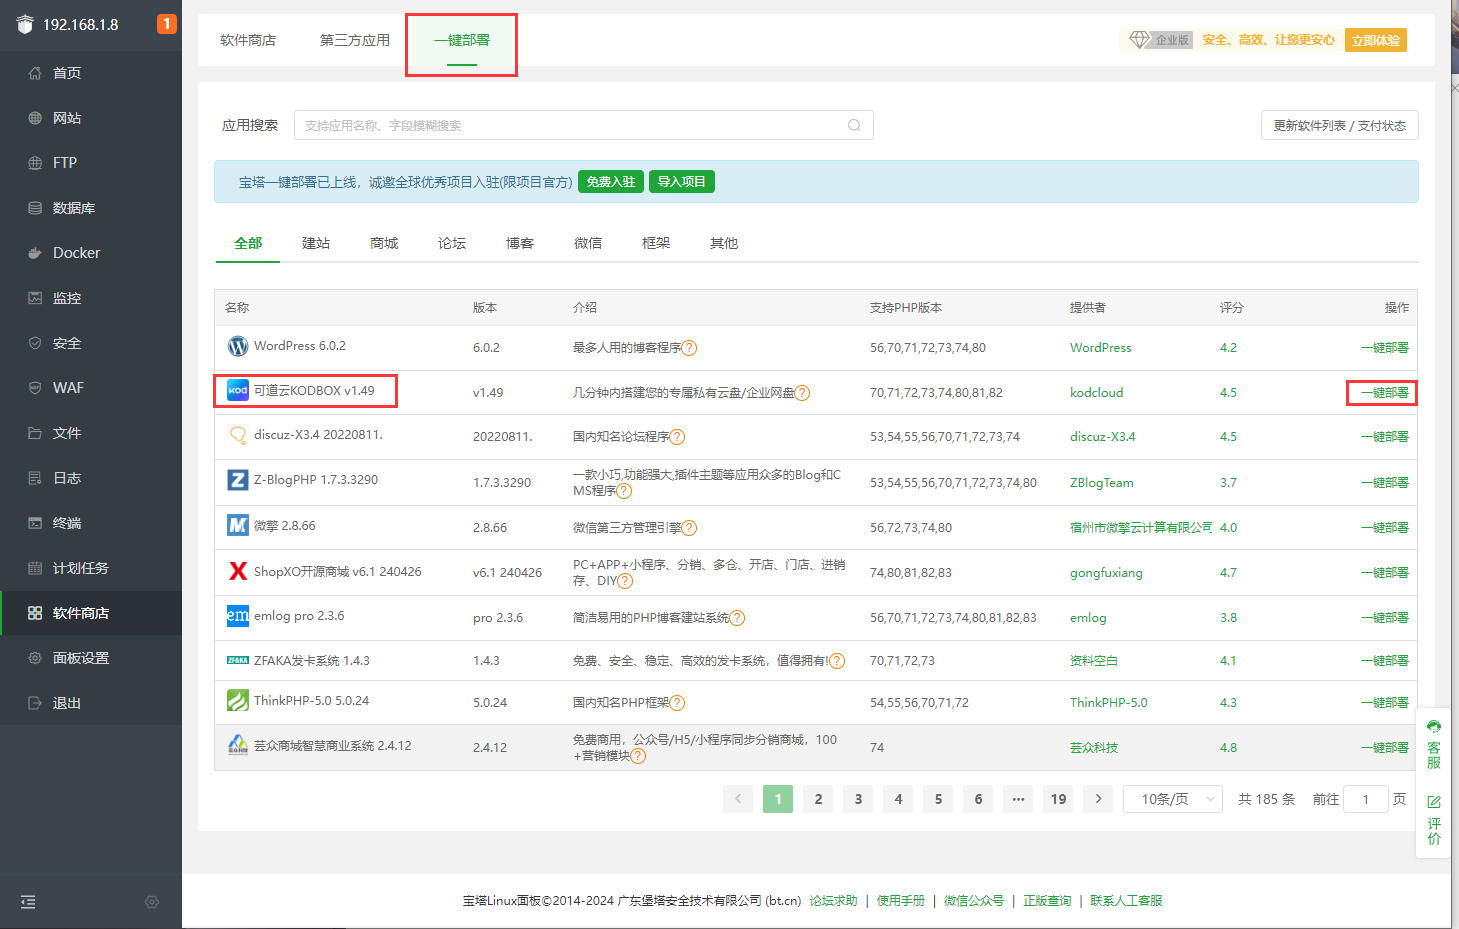 192.168.1.8
1
首页
网站
FTP
数据库
Docker
监控
安全
WAF
文件
日志
终端
计划任务
软件商店
面板设置
退出
软件商店 第三方应用 一键部署
企业版 安全、高效、让您更安心 立即体验
应用搜索 支持应用名称、字段模糊搜索 更新软件列表 / 支付状态
宝塔一键部署已上线，诚邀全球优秀项目入驻(限项目官方) 免费入驻 导入项目
全部 建站 商城 论坛 博客 微信 框架 其他
名称 版本 介绍 支持PHP版本 提供者 评分 操作
WordPress 6.0.2 6.0.2 最多人用的博客程序? 56,70,71,72,73,74,80 WordPress 4.2 一键部署
kod 可道云KODBOX v1.49 v1.49 几分钟内搭建您的专属私有云盘/企业网盘? 70,71,72,73,74,80,81,82 kodcloud 4.5 一键部署
discuz-X3.4 20220811. 20220811. 国内知名论坛程序? 53,54,55,56,70,71,72,73,74 discuz-X3.4 4.5 一键部署
Z Z-BlogPHP 1.7.3.3290 1.7.3.3290 一款小巧,功能强大,插件主题等应用众多的Blog和C
MS程序? 53,54,55,56,70,71,72,73,74,80 ZBlogTeam 3.7 一键部署
M 微擎 2.8.66 2.8.66 微信第三方管理引擎? 56,72,73,74,80 宿州市微擎云计算有限公司 4.0 一键部署
X ShopXO开源商城 v6.1 240426 v6.1 240426 PC+APP+小程序、分销、多仓、开店、门店、进销
存、DIY? 74,80,81,82,83 gongfuxiang 4.7 一键部署
em emlog pro 2.3.6 pro 2.3.6 简洁易用的PHP博客建站系统? 56,70,71,72,73,74,80,81,82,83 emlog 3.8 一键部署
ZFAKA ZFAKA发卡系统 1.4.3 1.4.3 免费、安全、稳定、高效的发卡系统，值得拥有!? 70,71,72,73 资料空白 4.1 一键部署
ThinkPHP-5.0 5.0.24 5.0.24 国内知名PHP框架? 54,55,56,70,71,72 ThinkPHP-5.0 4.3 一键部署
芸众商城智慧商业系统 2.4.12 2.4.12 免费商用，公众号/H5/小程序同步分销商城，100
+营销模块? 74 芸众科技 4.8 一键部署
< 1 2 3 4 5 6 ··· 19 > 10条/页 共 185 条 前往 1 页
客服
评价
宝塔Linux面板©2014-2024 广东堡塔安全技术有限公司 (bt.cn) 论坛求助 | 使用手册 | 微信公众号 | 正版查询 | 联系人工客服